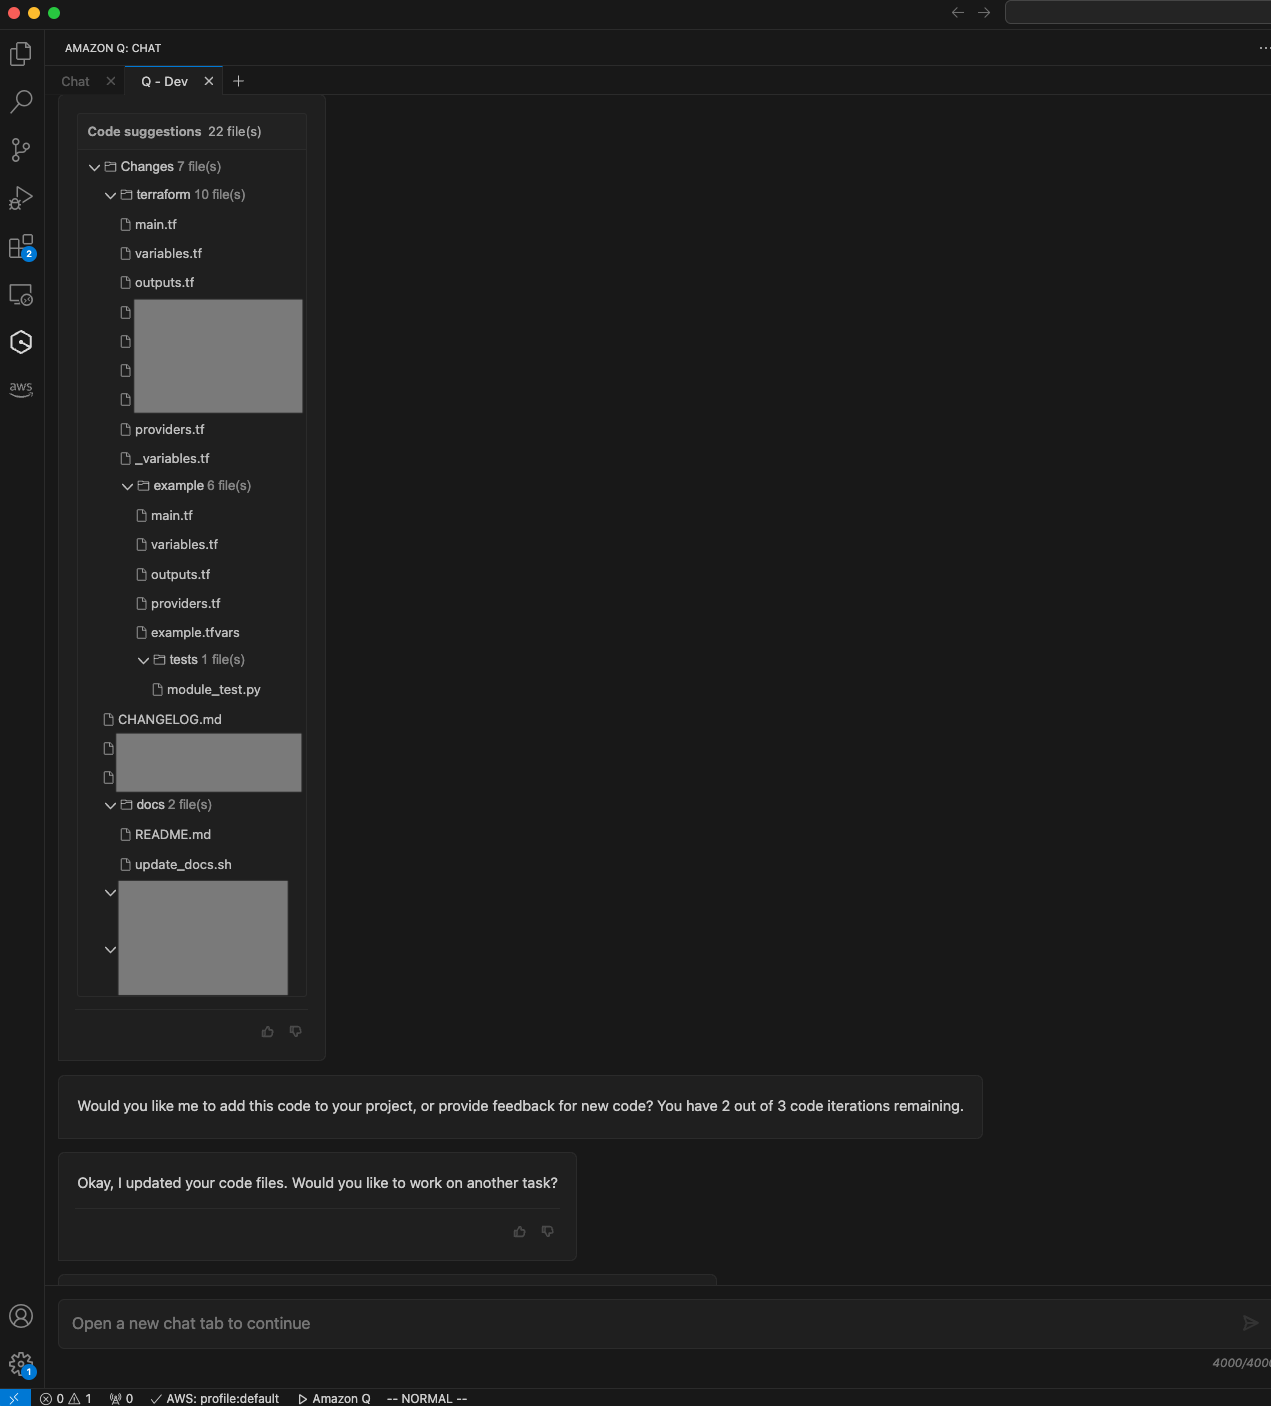 AMAZON Q: CHAT
Chat
Q - Dev
Code suggestions 22 file(s)
Changes 7 file(s)
terraform 10 file(s)
main.tf
variables.tf
outputs.tf
providers.tf
_variables.tf
example 6 file(s)
main.tf
variables.tf
outputs.tf
providers.tf
example.tfvars
tests 1 file(s)
module_test.py
CHANGELOG.md
docs 2 file(s)
README.md
update_docs.sh
2
aws
Would you like me to add this code to your project, or provide feedback for new code? You have 2 out of 3 code iterations remaining.
Okay, I updated your code files. Would you like to work on another task?
Open a new chat tab to continue
4000/400
1
0 1 0 AWS: profile:default Amazon Q -- NORMAL --